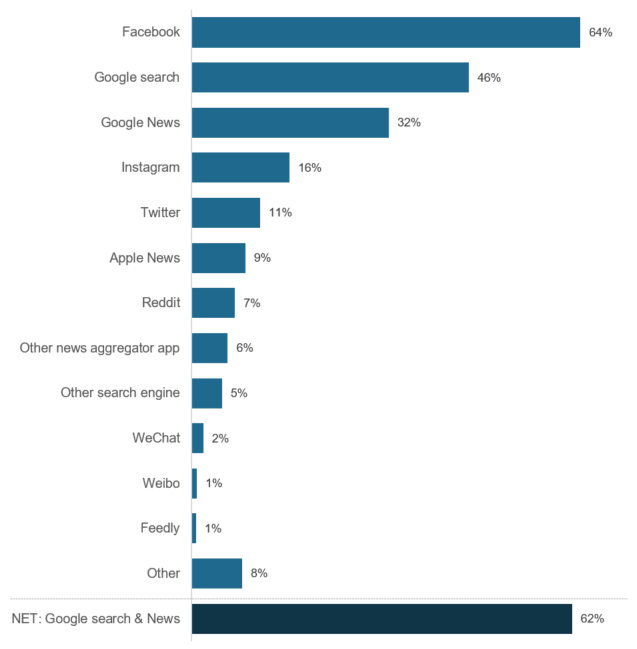 Facebook 64%
Google search 46%
Google News 32%
Instagram 16%
Twitter 11%
Apple News 9%
Reddit 7%
Other news aggregator app 6%
Other search engine 5%
WeChat 2%
Weibo 1%
Feedly 1%
Other 8%
NET: Google search & News 62%